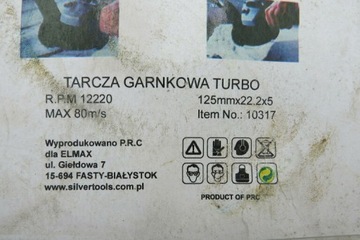 TARCZA GARNKOWA TURBO
R.P.M 12220 125mmx22.2x5
MAX 80m/s Item No.: 10317
Wyprodukowano P.R.C
dla ELMAX
ul. Giełdowa 7
15-694 FASTY-BIAŁYSTOK
www.silvertools.com.pl
PRODUCT OF PRC